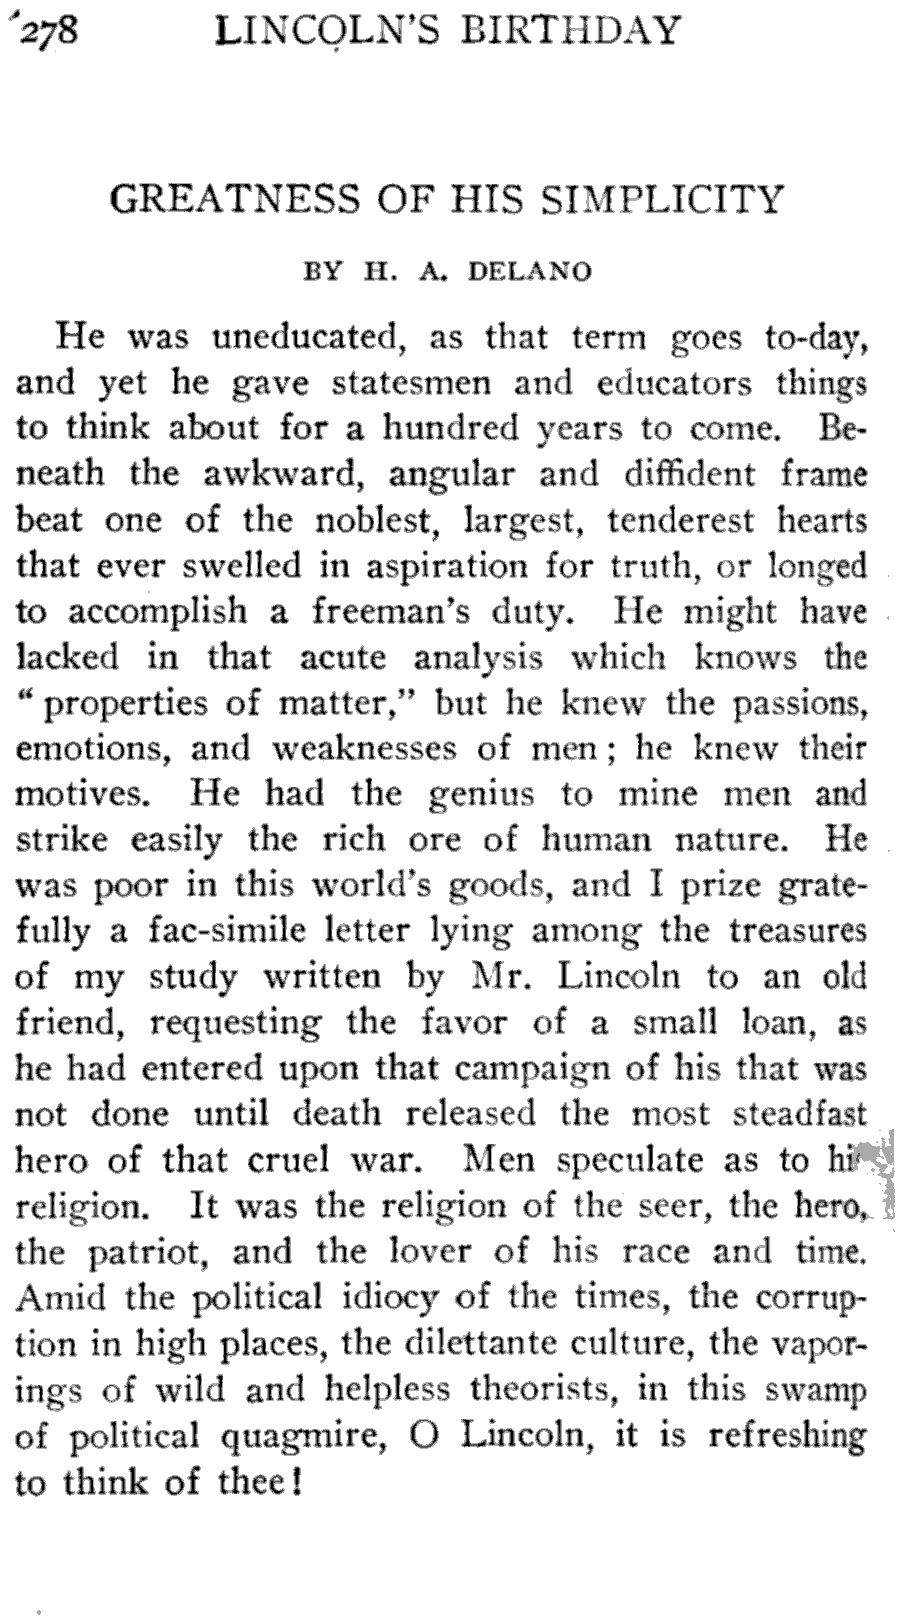 278 LINCOLN'S BIRTHDAY
GREATNESS OF HIS SIMPLICITY
BY H. A. DELANO
He was uneducated, as that term goes to-day,
and yet he gave statesmen and educators things
to think about for a hundred years to come. Be-
neath the awkward, angular and diffident frame
beat one of the noblest, largest, tenderest hearts
that ever swelled in aspiration for truth, or longed
to accomplish a freeman's duty. He might have
lacked in that acute analysis which knows the
“ properties of matter,” but he knew the passions,
emotions, and weaknesses of men ; he knew their
motives. He had the genius to mine men and
strike easily the rich ore of human nature. He
was poor in this world's goods, and I prize grate-
fully a fac-simile letter lying among the treasures
of my study written by Mr. Lincoln to an old
friend, requesting the favor of a small loan, as
he had entered upon that campaign of his that was
not done until death released the most steadfast
hero of that cruel war. Men speculate as to his
religion. It was the religion of the seer, the hero,
the patriot, and the lover of his race and time.
Amid the political idiocy of the times, the corrup-
tion in high places, the dilettante culture, the vapor-
ings of wild and helpless theorists, in this swamp
of political quagmire, O Lincoln, it is refreshing
to think of thee!